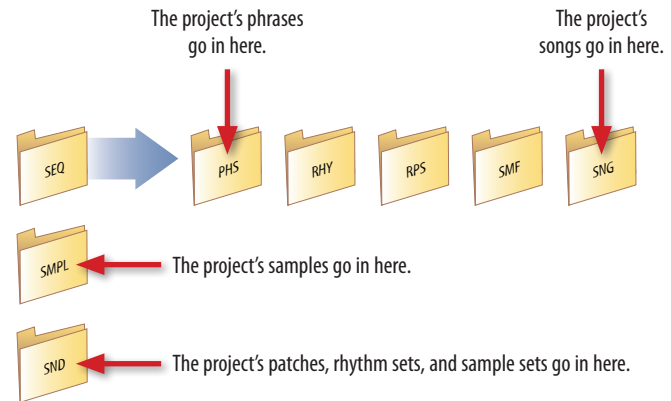 The project’s phrases
go in here.
The project’s
songs go in here.
SEQ
PHS
RHY
RPS
SMF
SNG
SMPL
The project’s samples go in here.
SND
The project’s patches, rhythm sets, and sample sets go in here.